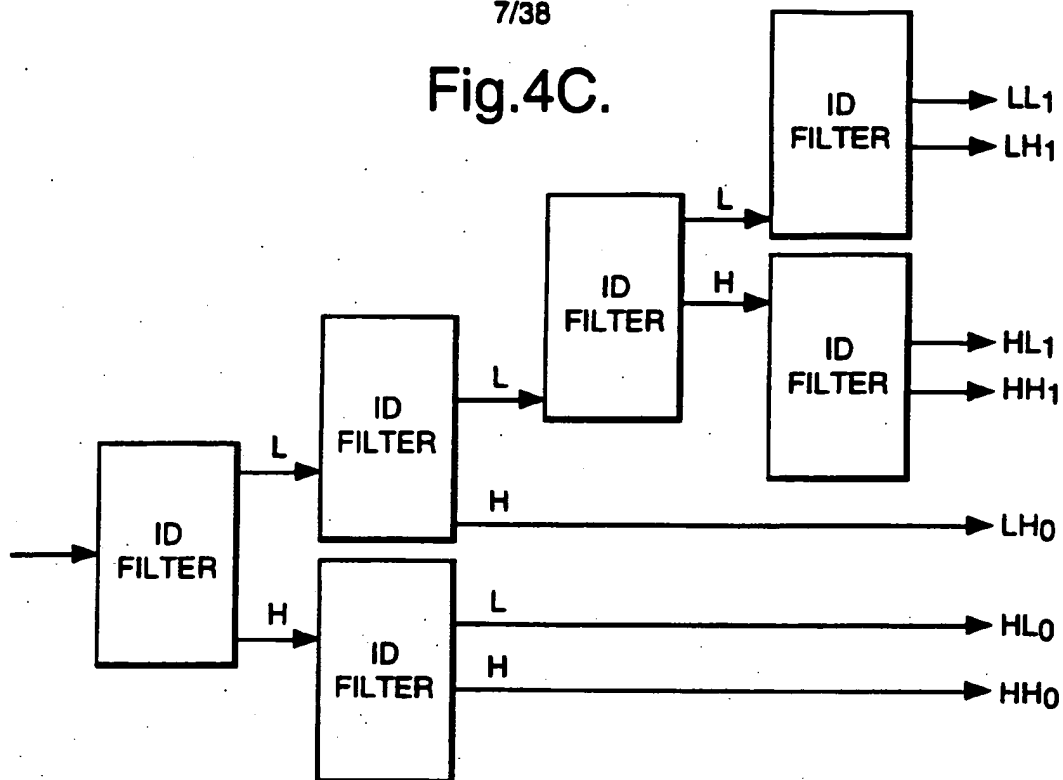 7/38
Fig.4C.
ID
FILTER
LL1
LH1
L
H
ID
FILTER
ID
FILTER
HL1
HH1
L
H
ID
FILTER
LH0
L
H
ID
FILTER
L
H
ID
FILTER
HL0
HH0